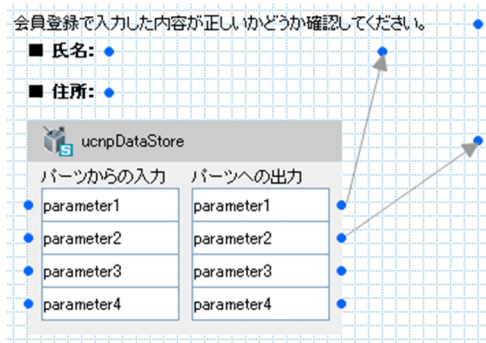 会員登録で入力した内容が正しいかどうか確認してください。
■ 氏名:
■ 住所:
ucnpDataStore
パーツからの入力 パーツへの出力
parameter1 parameter1
parameter2 parameter2
parameter3 parameter3
parameter4 parameter4